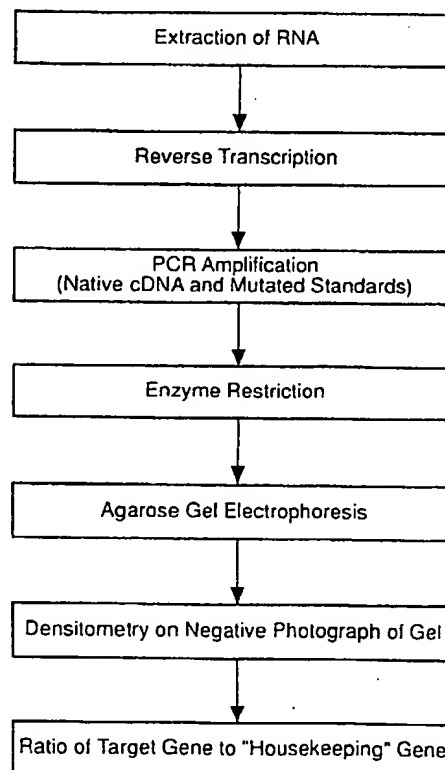 Extraction of RNA
Reverse Transcription
PCR Amplification
(Native cDNA and Mutated Standards)
Enzyme Restriction
Agarose Gel Electrophoresis
Densitometry on Negative Photograph of Gel
Ratio of Target Gene to "Housekeeping" Gene